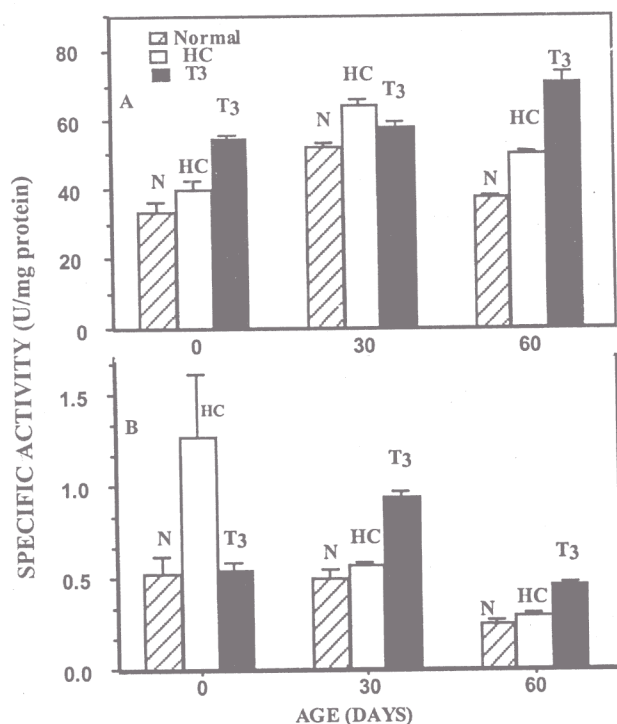 80
60
40
20
0
SPECIFIC ACTIVITY (U/mg protein)
Normal
HC
T3
A
N
HC
T3
N
HC
T3
N
HC
T3
0
30
60
1.5
1.0
0.5
0.0
B
N
HC
T3
N
HC
T3
N
HC
T3
0
30
60
AGE (DAYS)